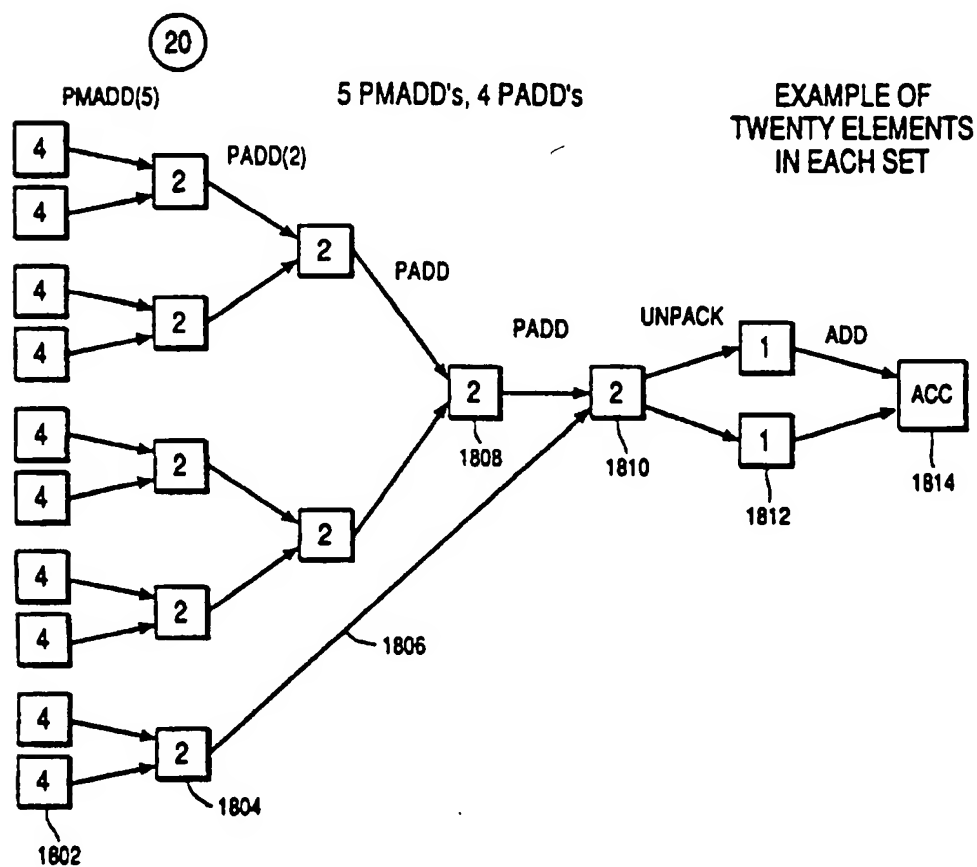 20
PMADD(5)
5 PMADD's, 4 PADD's
EXAMPLE OF
TWENTY ELEMENTS
IN EACH SET
4
4
2
PADD(2)
2
4
4
2
PADD
PADD
UNPACK
ADD
1
2
2
ACC
1
1808
1810
1812
1814
4
4
2
2
4
4
2
1806
4
4
2
1804
1802